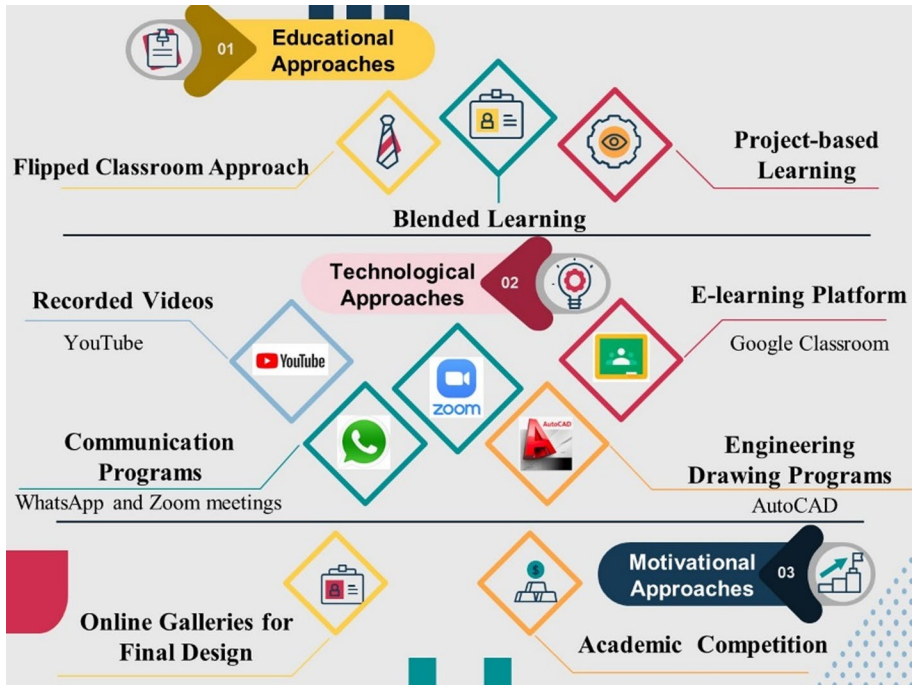 01
Educational
Approaches
Flipped Classroom Approach
Blended Learning
Project-based
Learning
Technological
Approaches
02
Recorded Videos
YouTube
YouTube
E-learning Platform
Google Classroom
zoom
AutoCAD
Communication
Programs
WhatsApp and Zoom meetings
Engineering
Drawing Programs
AutoCAD
Motivational
Approaches
03
$
Online Galleries for
Final Design
Academic Competition